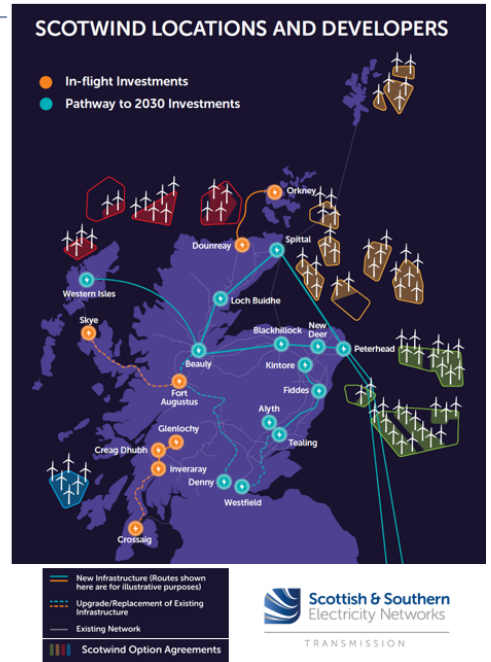 SCOTWIND LOCATIONS AND DEVELOPERS
In-flight Investments
Pathway to 2030 Investments
Orkney
Dounreay
Spittal
Western Isles
Loch Buidhe
Skye
Blackhillock
New
Deer
Peterhead
Beauly
Kintore
Fort
Augustus
Fiddes
Alyth
Glenlochy
Creag Dhubh
Tealing
Inveraray
Denny
Westfield
Crossaig
New Infrastructure (Routes shown
here are for illustrative purposes)
Upgrade/Replacement of Existing
Infrastructure
Existing Network
Scotwind Option Agreements
Scottish & Southern
Electricity Networks
TRANSMISSION